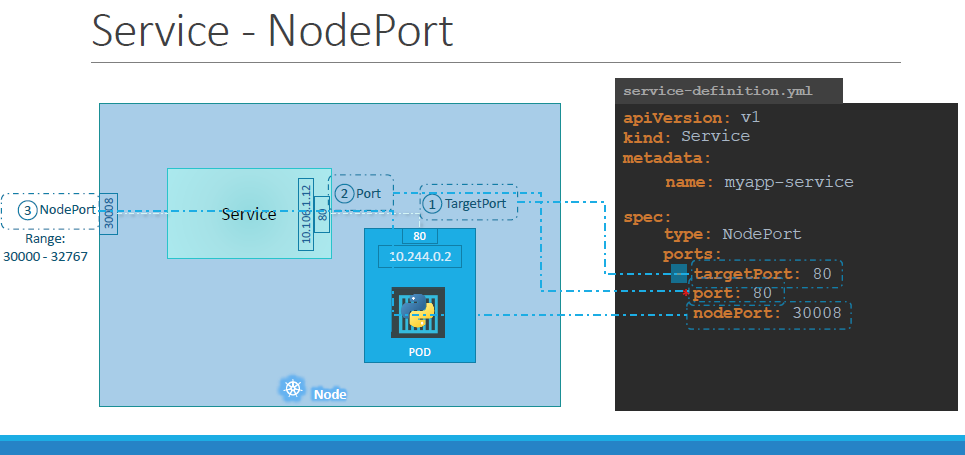 Service - NodePort
service-definition.yml
apiVersion: v1
kind: Service
metadata:
name: myapp-service
spec:
type: NodePort
ports:
targetPort: 80
* port: 80
nodePort: 30008
3 NodePort
Range:
30000 - 32767
30008
Service
10.106.1.12
80
2 Port
1 TargetPort
80
10.244.0.2
POD
Node